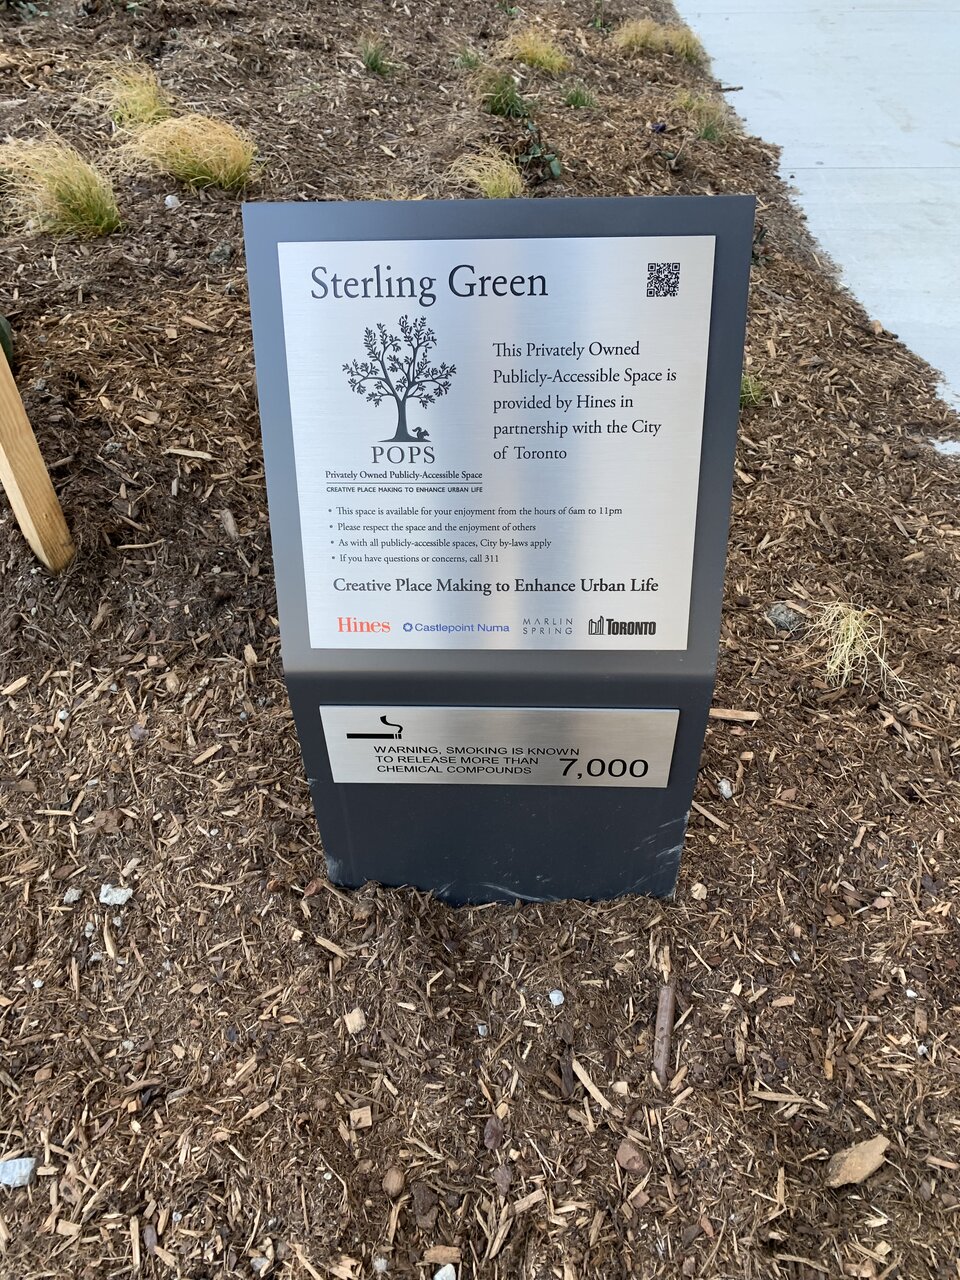 Sterling Green
This Privately Owned
Publicly-Accessible Space is
provided by Hines in
partnership with the City
of Toronto
POPS
Privately Owned Publicly-Accessible Space
CREATIVE PLACE MAKING TO ENHANCE URBAN LIFE
• This space is available for your enjoyment from the hours of 6am to 11pm
• Please respect the space and the enjoyment of others
• As with all publicly-accessible spaces, City by-laws apply
• If you have questions or concerns, call 311
Creative Place Making to Enhance Urban Life
Hines
Castlepoint Numa
MARLIN
SPRING
TORONTO
WARNING, SMOKING IS KNOWN
TO RELEASE MORE THAN
CHEMICAL COMPOUNDS 7,000